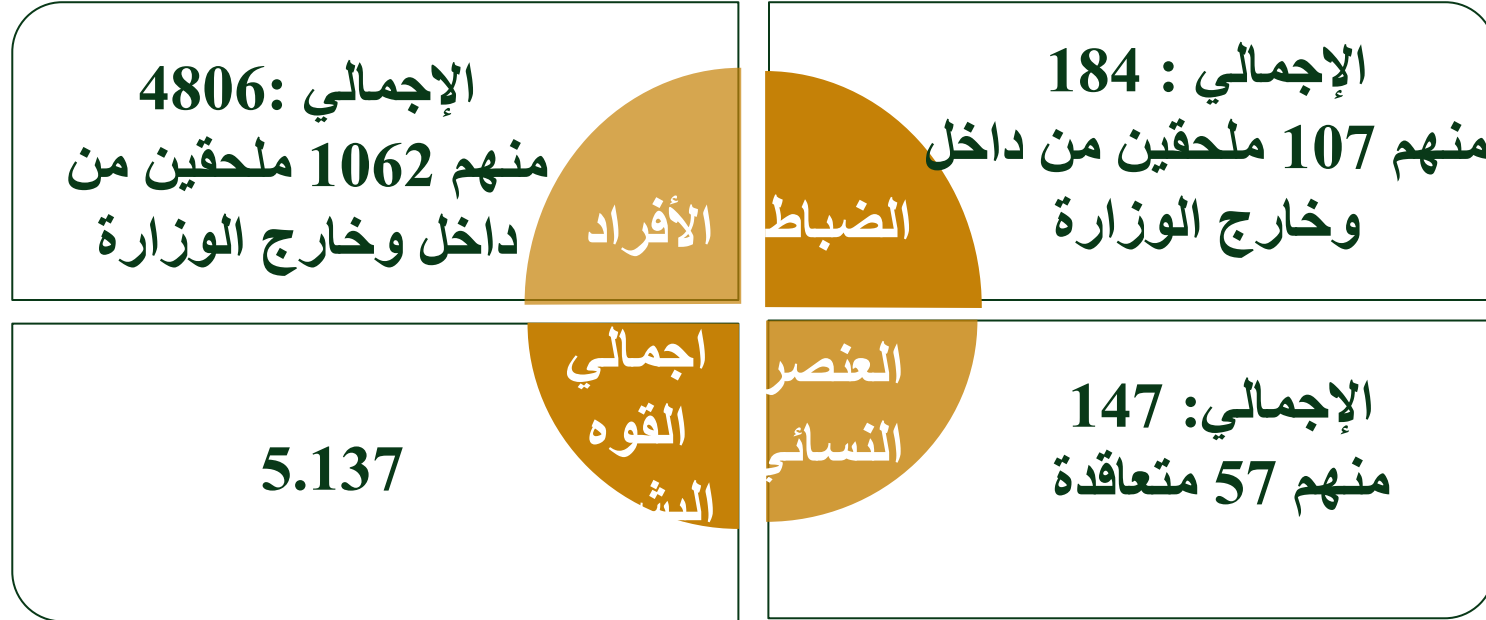 الضباط
الإجمالي : 184
منهم 107 ملحقين من داخل
وخارج الوزارة
الأفراد
الإجمالي :4806
منهم 1062 ملحقين من
داخل وخارج الوزارة
العنصر
النسائي
الإجمالي: 147
منهم 57 متعاقدة
اجمالي
القوه
5.137